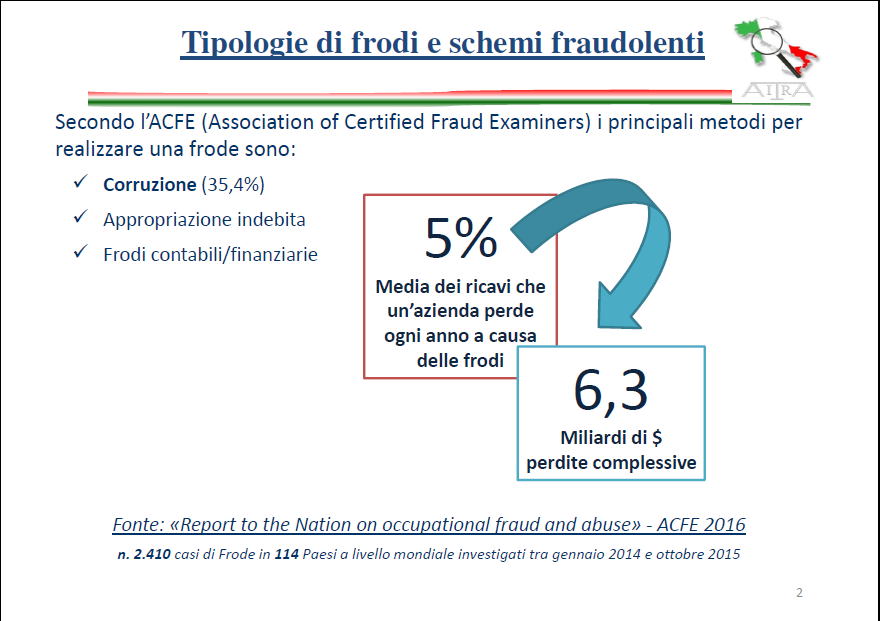 Tipologie di frodi e schemi fraudolenti
AITRA
Secondo l’ACFE (Association of Certified Fraud Examiners) i principali metodi per
realizzare una frode sono:
✓ Corruzione (35,4%)
✓ Appropriazione indebita
✓ Frodi contabili/finanziarie
5%
Media dei ricavi che
un’azienda perde
ogni anno a causa
delle frodi
6,3
Miliardi di $
perdite complessive
Fonte: «Report to the Nation on occupational fraud and abuse» - ACFE 2016
n. 2.410 casi di Frode in 114 Paesi a livello mondiale investigati tra gennaio 2014 e ottobre 2015
2